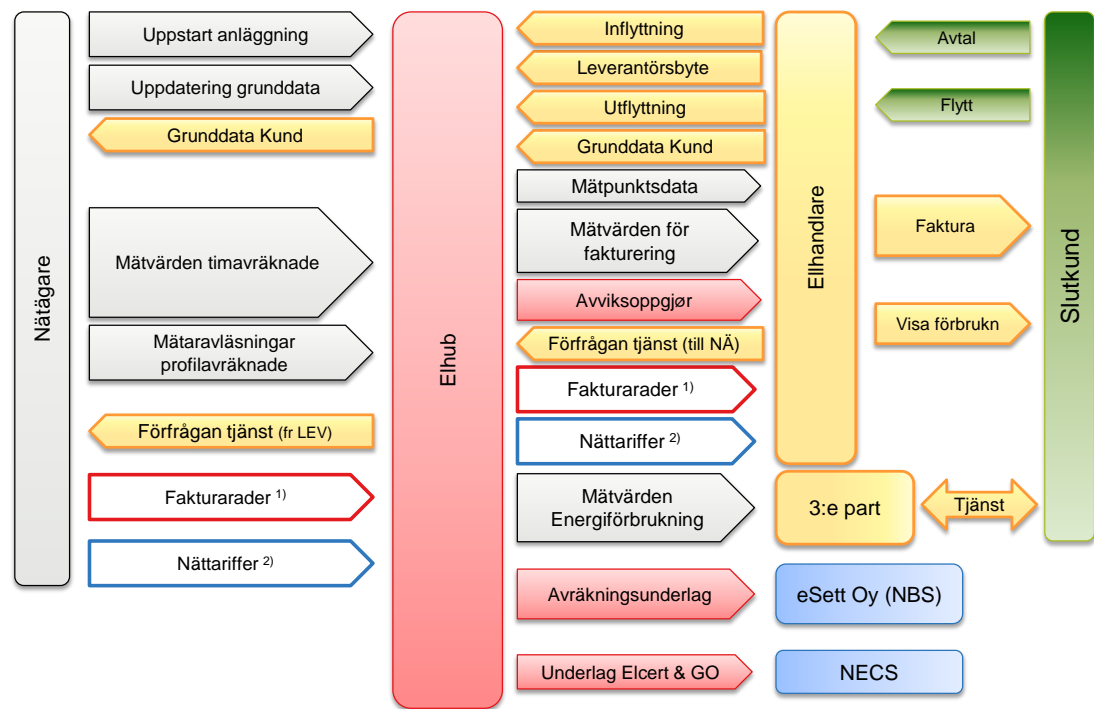 Nätägare
Uppstart anläggning
Uppdatering grunddata
Grunddata Kund
Mätvärden timavräknade
Mätaravläsningar
profilavräknade
Förfrågan tjänst (fr LEV)
Fakturarader 1)
Nättariffer 2)
Elhub
Inflyttning
Leverantörsbyte
Utflyttning
Grunddata Kund
Mätpunktsdata
Mätvärden för
fakturering
Avviksoppgjør
Förfrågan tjänst (till NÄ)
Fakturarader 1)
Nättariffer 2)
Mätvärden
Energiförbrukning
Avräkningsunderlag
Underlag Elcert & GO
Ellhandlare
3:e part
eSett Oy (NBS)
NECS
Avtal
Flytt
Faktura
Visa förbrukn
Tjänst
Slutkund